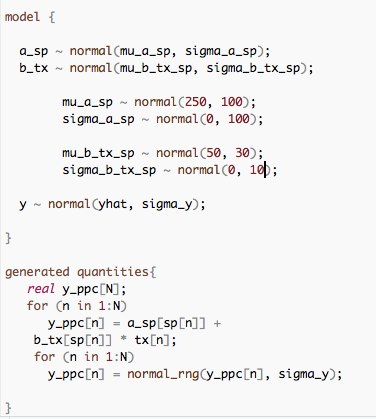 model {
a_sp ~ normal(mu_a_sp, sigma_a_sp);
b_tx ~ normal(mu_b_tx_sp, sigma_b_tx_sp);
mu_a_sp ~ normal(250, 100);
sigma_a_sp ~ normal(0, 100);
mu_b_tx_sp ~ normal(50, 30);
sigma_b_tx_sp ~ normal(0, 10);
y ~ normal(yhat, sigma_y);
}
generated quantities{
real y_ppc[N];
for (n in 1:N)
y_ppc[n] = a_sp[sp[n]] +
b_tx[sp[n]] * tx[n];
for (n in 1:N)
y_ppc[n] = normal_rng(y_ppc[n], sigma_y);
}